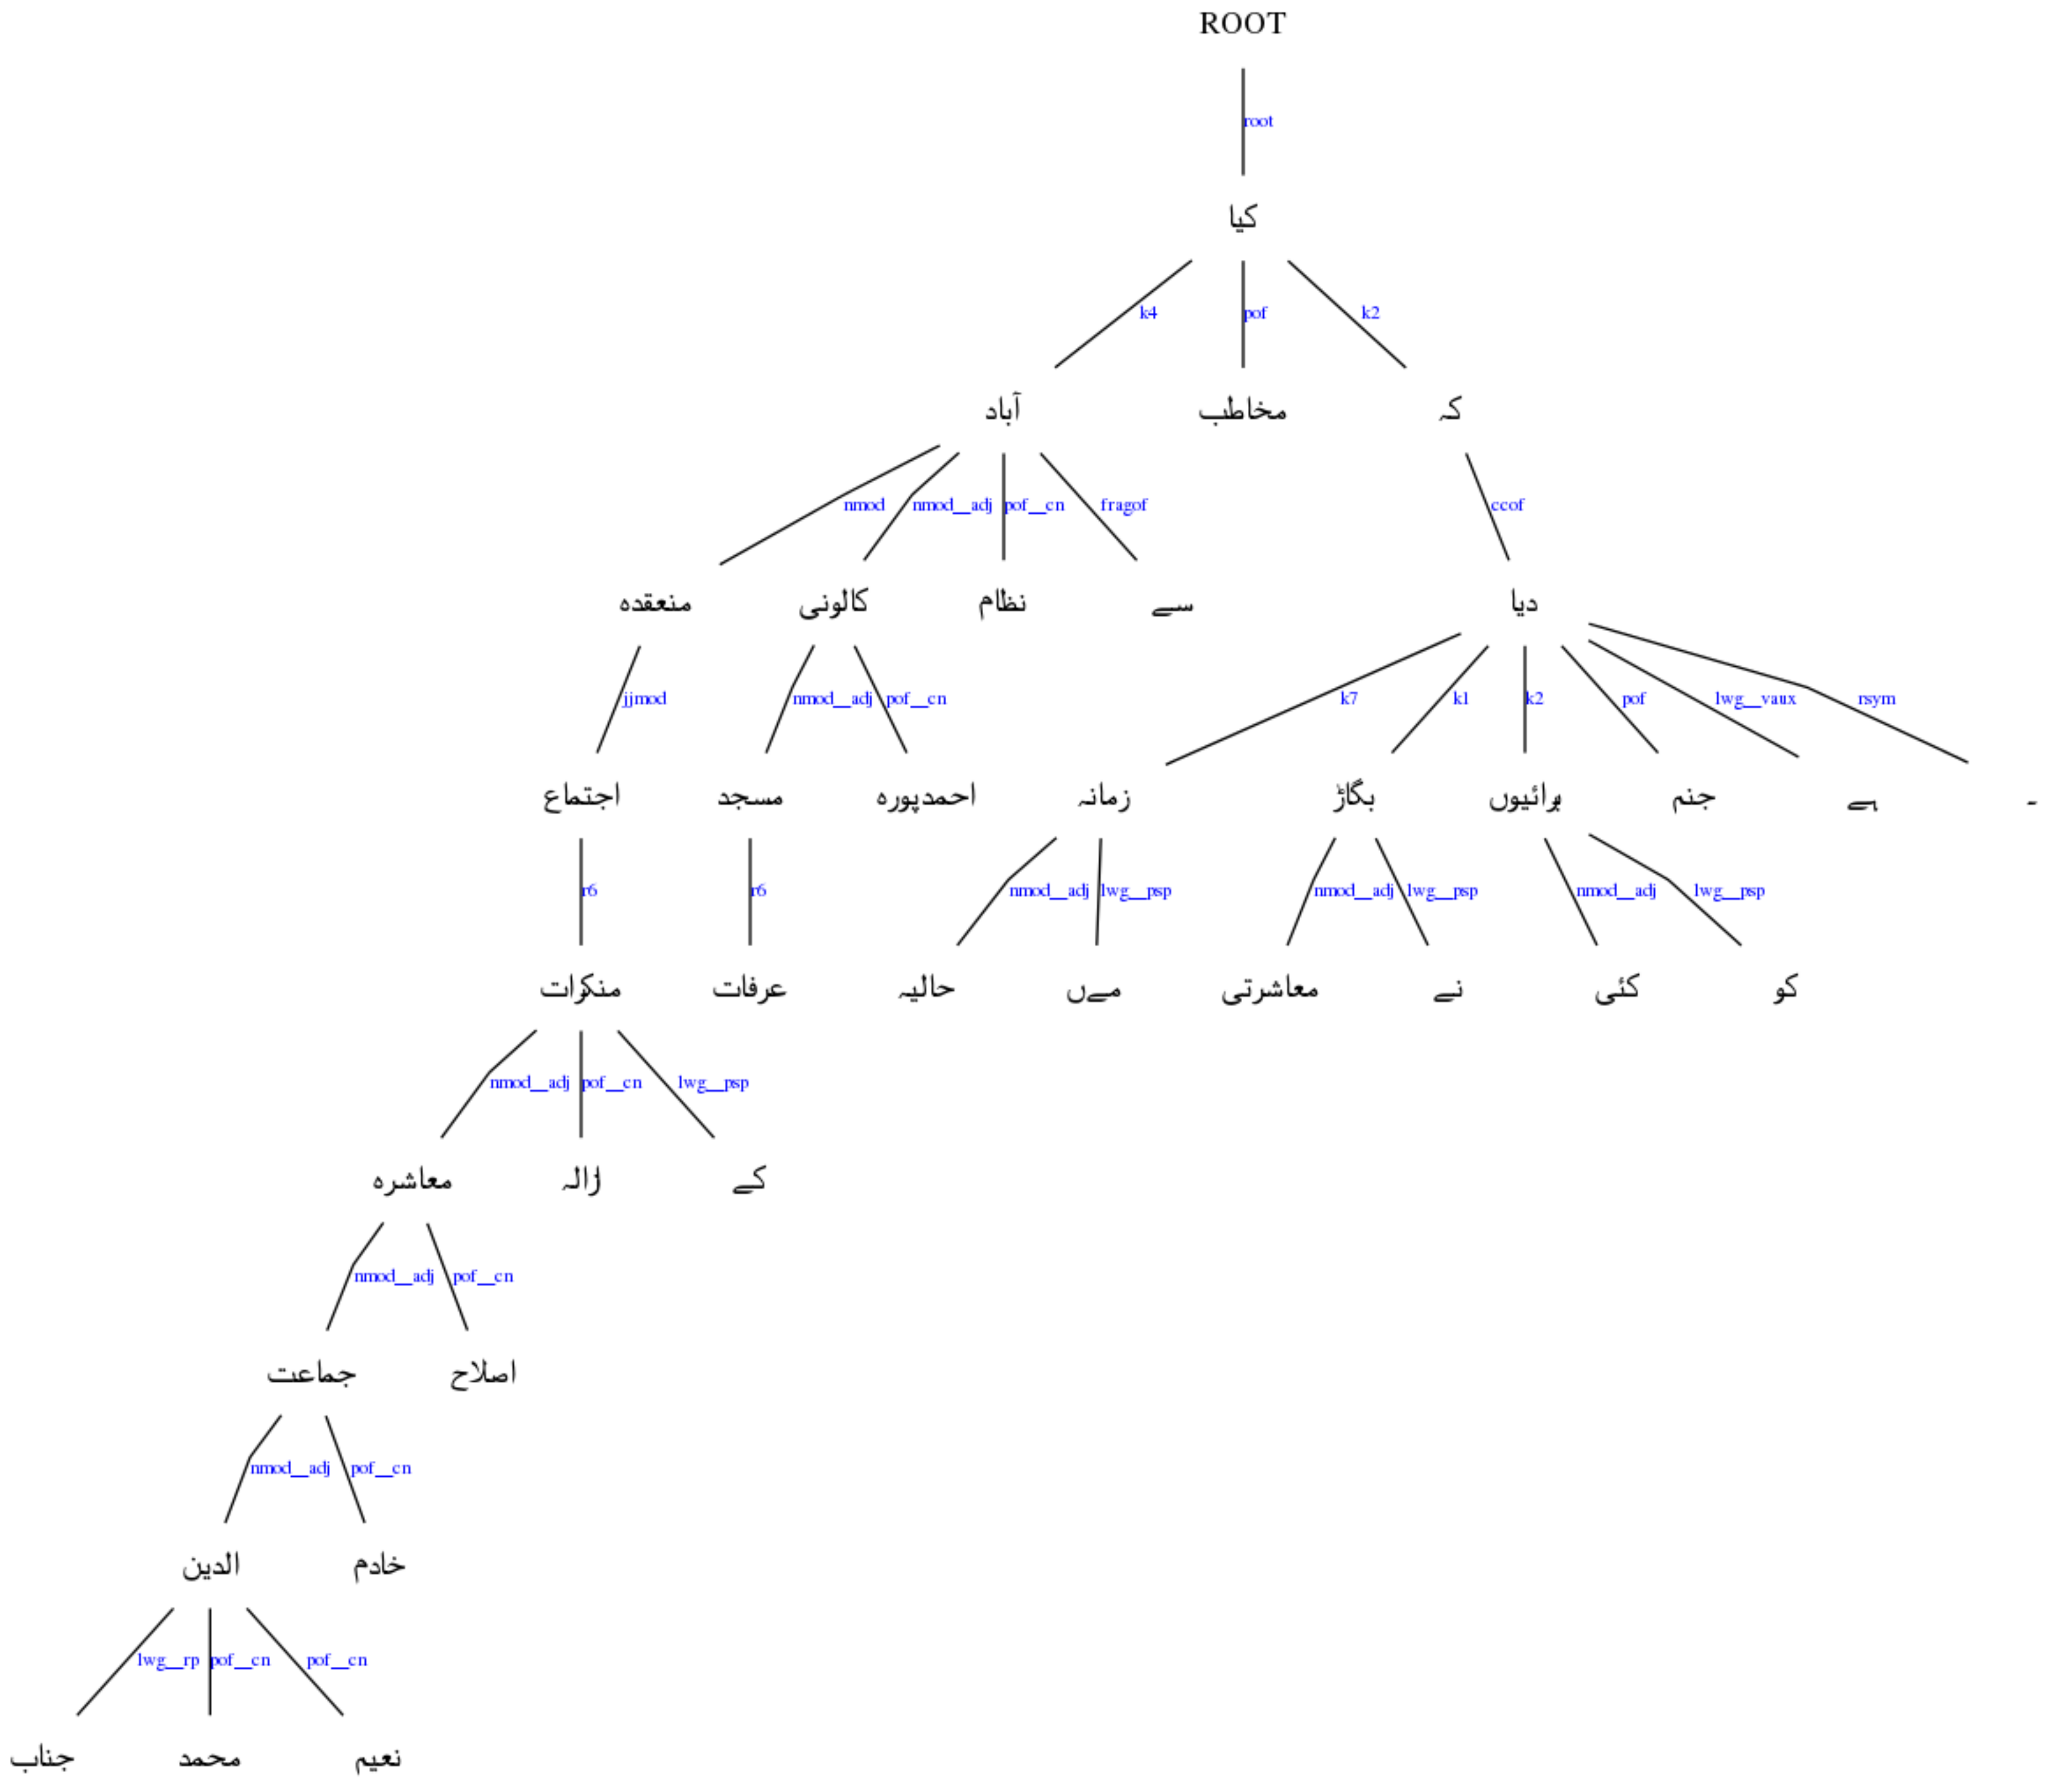 ROOT
root
کیا
k4 pof k2
آباد مخاطب کہ
nmod nmod__adj pof__cn fragof ccof
منعقدہ کالونی نظام سے دیا
jjmod nmod__adj pof__cn k7 k1 k2 pof lwg__vaux rsym
اجتماع مسجد احمدپورہ زمانہ بگاڑ برائیوں جنم ہے ۔
r6 r6 nmod__adj lwg__psp nmod__adj lwg__psp nmod__adj lwg__psp
منکرات عرفات حالیہ مےں معاشرتی نے کئی کو
nmod__adj pof__cn lwg__psp
معاشرہ ازالہ کے
nmod__adj pof__cn
جماعت اصلاح
nmod__adj pof__cn
الدین خادم
lwg__rp pof__cn pof__cn
جناب محمد نعیم